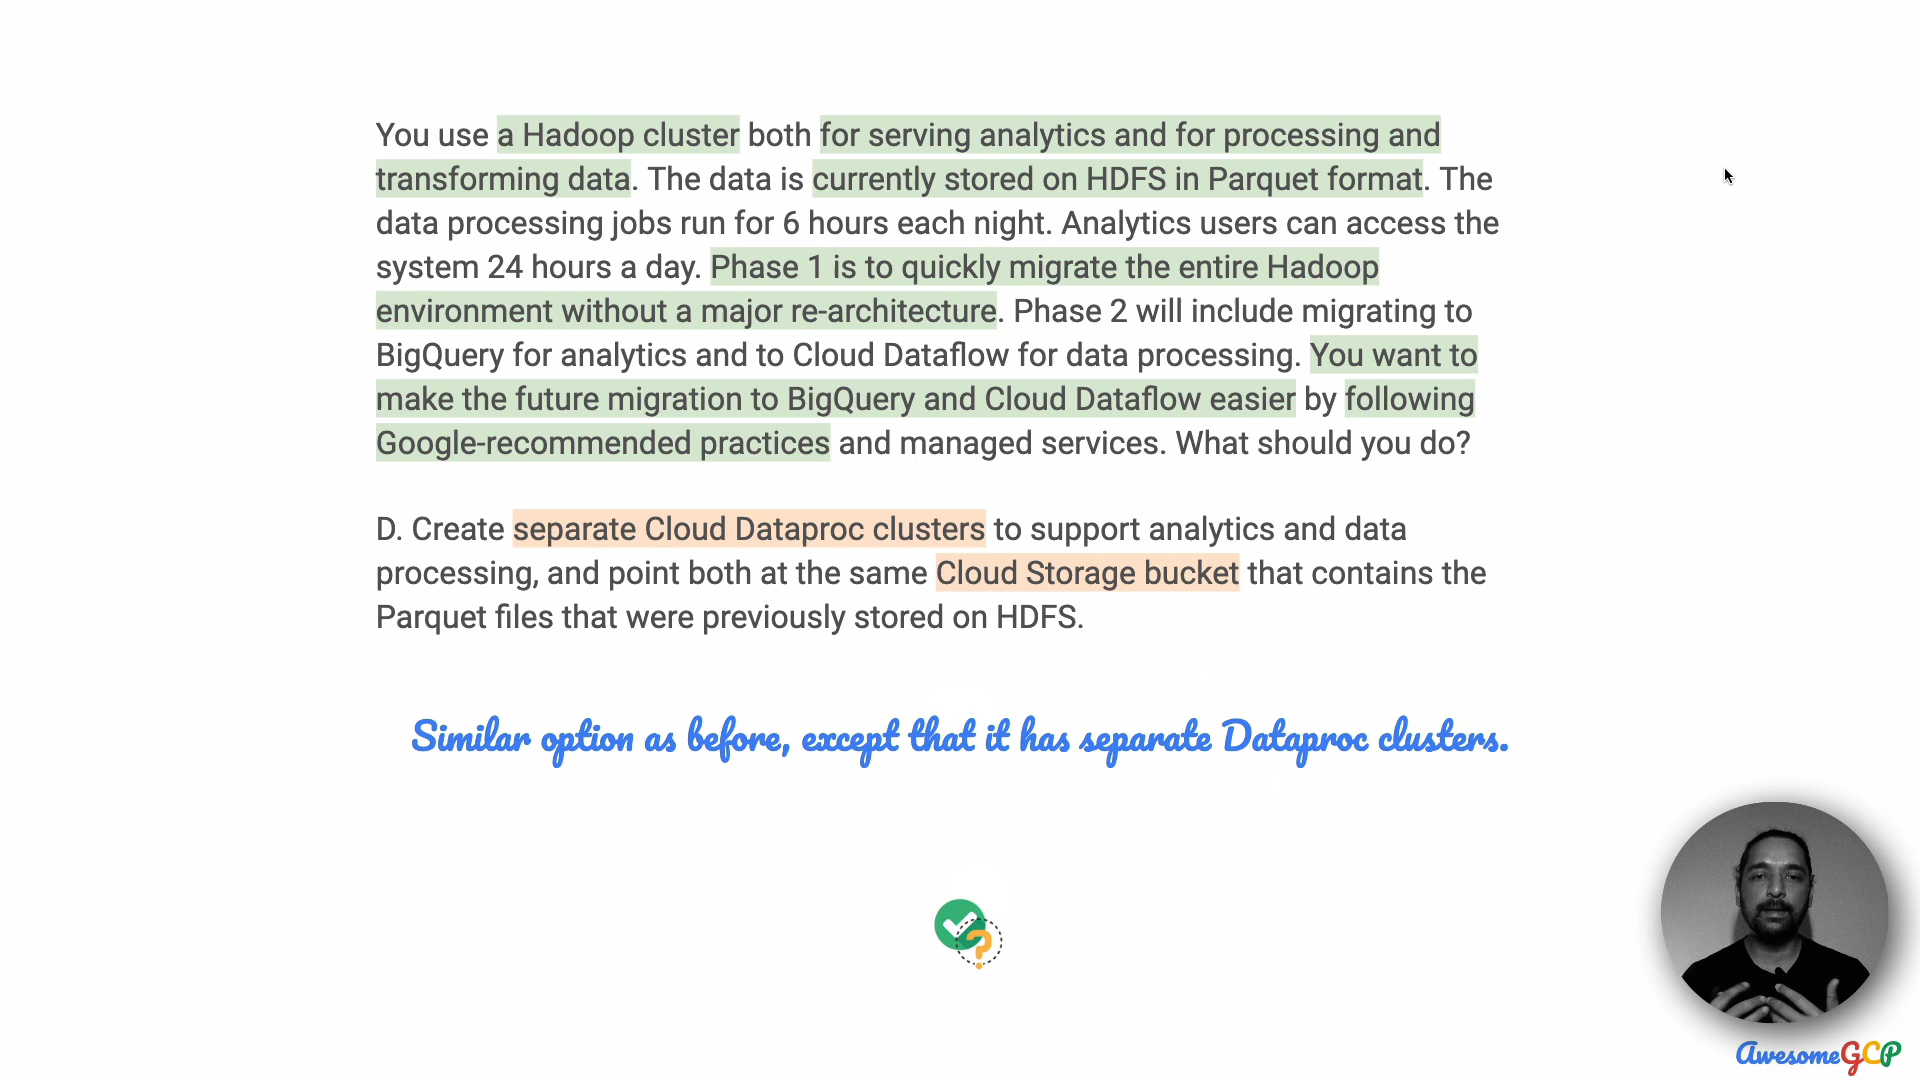 You use a Hadoop cluster both for serving analytics and for processing and
transforming data. The data is currently stored on HDFS in Parquet format. The
data processing jobs run for 6 hours each night. Analytics users can access the
system 24 hours a day. Phase 1 is to quickly migrate the entire Hadoop
environment without a major re-architecture. Phase 2 will include migrating to
BigQuery for analytics and to Cloud Dataflow for data processing. You want to
make the future migration to BigQuery and Cloud Dataflow easier by following
Google-recommended practices and managed services. What should you do?
D. Create separate Cloud Dataproc clusters to support analytics and data
processing, and point both at the same Cloud Storage bucket that contains the
Parquet files that were previously stored on HDFS.
Similar option as before, except that it has separate Dataproc clusters.
?
AwesomeGCP